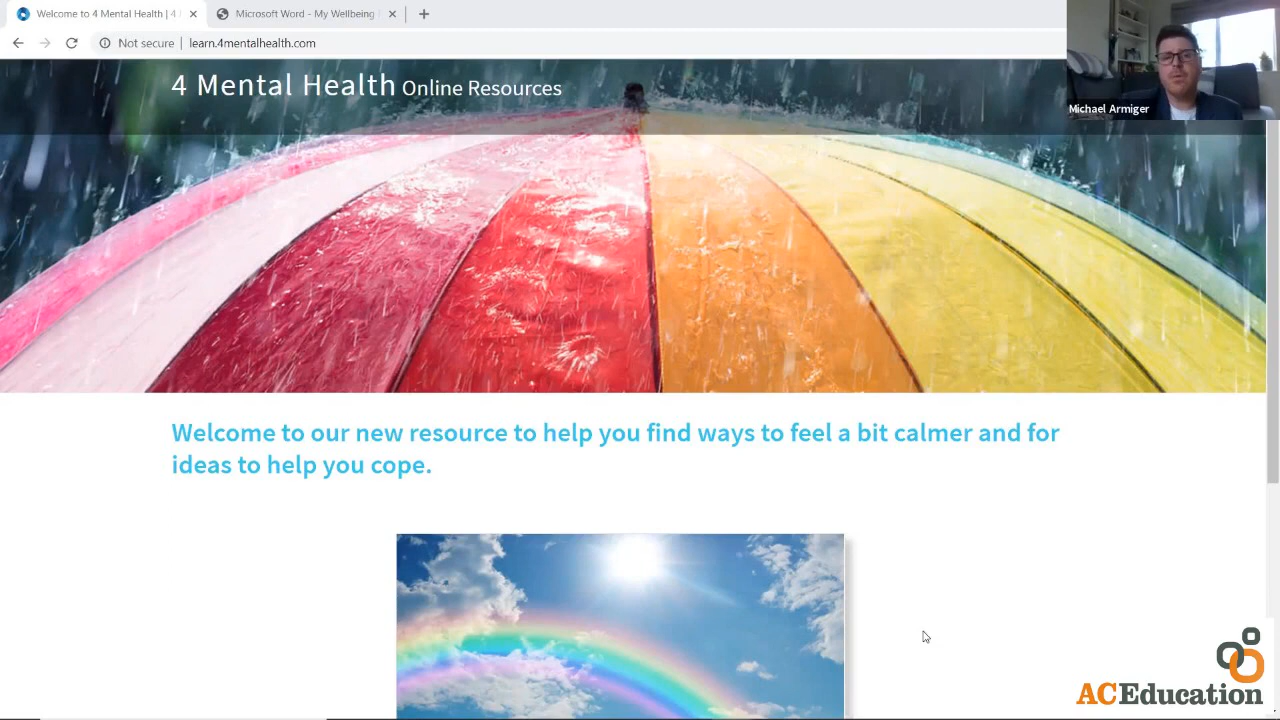 Welcome to 4 Mental Health | 4
Microsoft Word - My Wellbeing
Not secure | learn.4mentalhealth.com
4 Mental Health Online Resources
Michael Armiger
Welcome to our new resource to help you find ways to feel a bit calmer and for
ideas to help you cope.
ACEducation